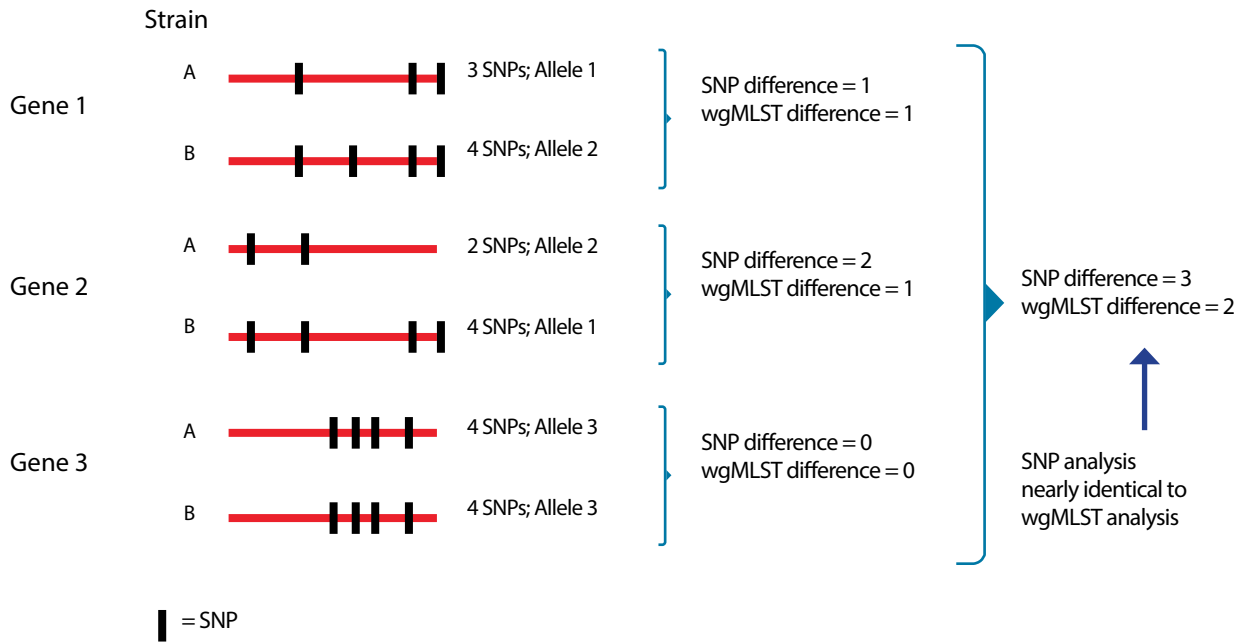 Strain
Gene 1
A
3 SNPs; Allele 1
B
4 SNPs; Allele 2
SNP difference = 1
wgMLST difference = 1
Gene 2
A
2 SNPs; Allele 2
B
4 SNPs; Allele 1
SNP difference = 2
wgMLST difference = 1
Gene 3
A
4 SNPs; Allele 3
B
4 SNPs; Allele 3
SNP difference = 0
wgMLST difference = 0
SNP difference = 3
wgMLST difference = 2
SNP analysis
nearly identical to
wgMLST analysis
= SNP